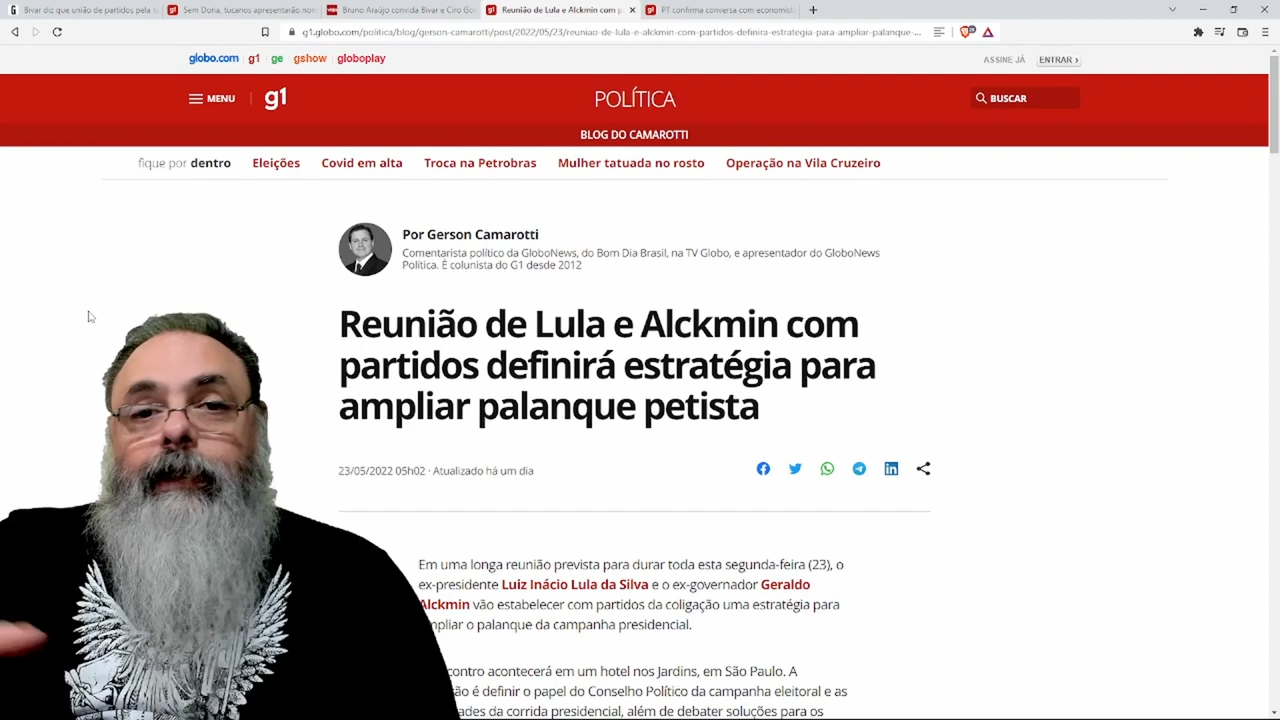 Bivar diz que união de partidos pela t
Sem Doria, tucanos apresentarão nom
Bruno Araújo convida Bivar e Ciro Go
Reunião de Lula e Alckmin com p
PT confirma conversa com economista
g1.globo.com/politica/blog/gerson-camarotti/post/2022/05/23/reuniao-de-lula-e-alckmin-com-partidos-definira-estrategia-para-ampliar-palanque-...
globo.com g1 ge gshow globoplay
ASSINE JÁ ENTRAR ›
MENU g1 POLÍTICA BUSCAR
BLOG DO CAMAROTTI
fique por dentro Eleições Covid em alta Troca na Petrobras Mulher tatuada no rosto Operação na Vila Cruzeiro
Por Gerson Camarotti
Comentarista político da GloboNews, do Bom Dia Brasil, na TV Globo, e apresentador do GloboNews
Política. É colunista do G1 desde 2012
Reunião de Lula e Alckmin com
partidos definirá estratégia para
ampliar palanque petista
23/05/2022 05h02 · Atualizado há um dia
Em uma longa reunião prevista para durar toda esta segunda-feira (23), o
ex-presidente Luiz Inácio Lula da Silva e o ex-governador Geraldo
Alckmin vão estabelecer com partidos da coligação uma estratégia para
mpliar o palanque da campanha presidencial.
contro acontecerá em um hotel nos Jardins, em São Paulo. A
é definir o papel do Conselho Político da campanha eleitoral e as
ades da corrida presidencial, além de debater soluções para os